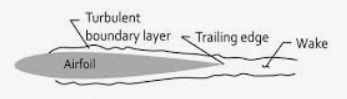 Turbulent
boundary layer
Trailing edge
Wake
Airfoil